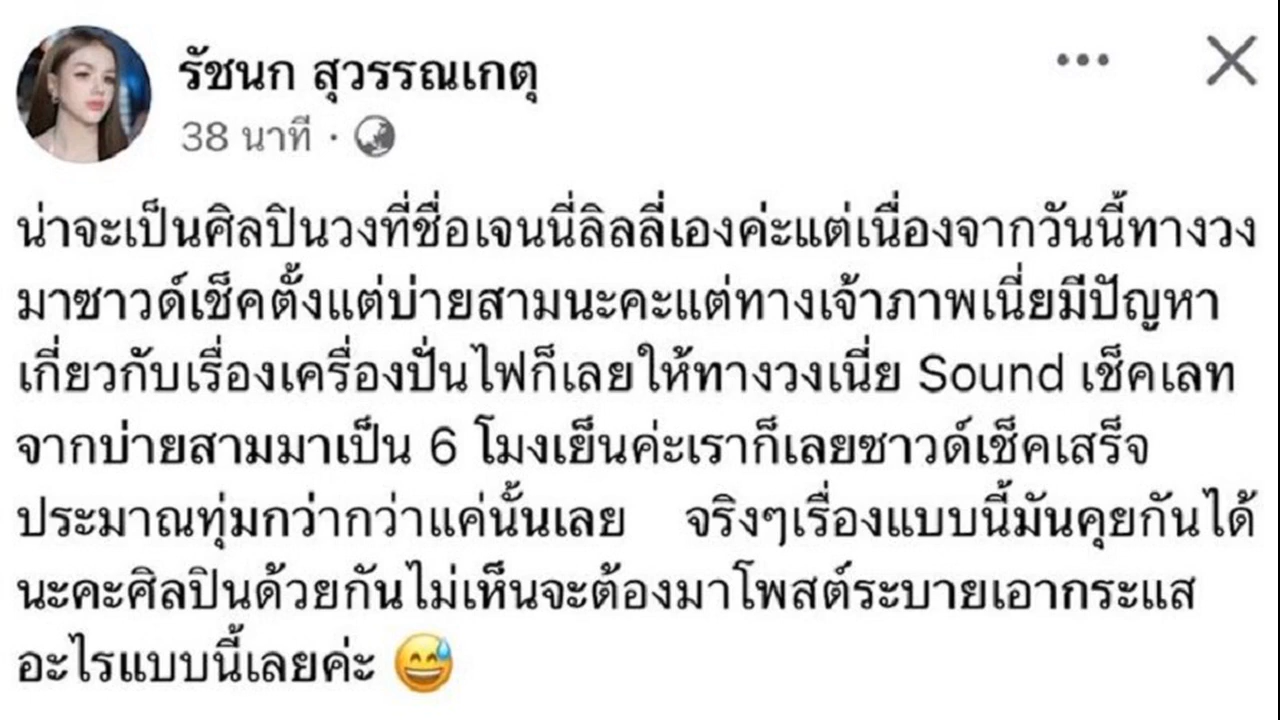 รัชนก สุวรรณเกตุ
38 นาที ·
น่าจะเป็นศิลปินวงที่ชื่อเจนนี่ลิลลี่เองค่ะแต่เนื่องจากวันนี้ทางวง
มาซาวด์เช็คตั้งแต่บ่ายสามนะคะแต่ทางเจ้าภาพเนี่ยมีปัญหา
เกี่ยวกับเรื่องเครื่องปั่นไฟก็เลยให้ทางวงเนี่ย Sound เช็คเลท
จากบ่ายสามมาเป็น 6 โมงเย็นค่ะเราก็เลยซาวด์เช็คเสร็จ
ประมาณทุ่มกว่ากว่าแค่นั้นเลย จริงๆเรื่องแบบนี้มันคุยกันได้
นะคะศิลปินด้วยกันไม่เห็นจะต้องมาโพสต์ระบายเอากระแส
อะไรแบบนี้เลยค่ะ 😅